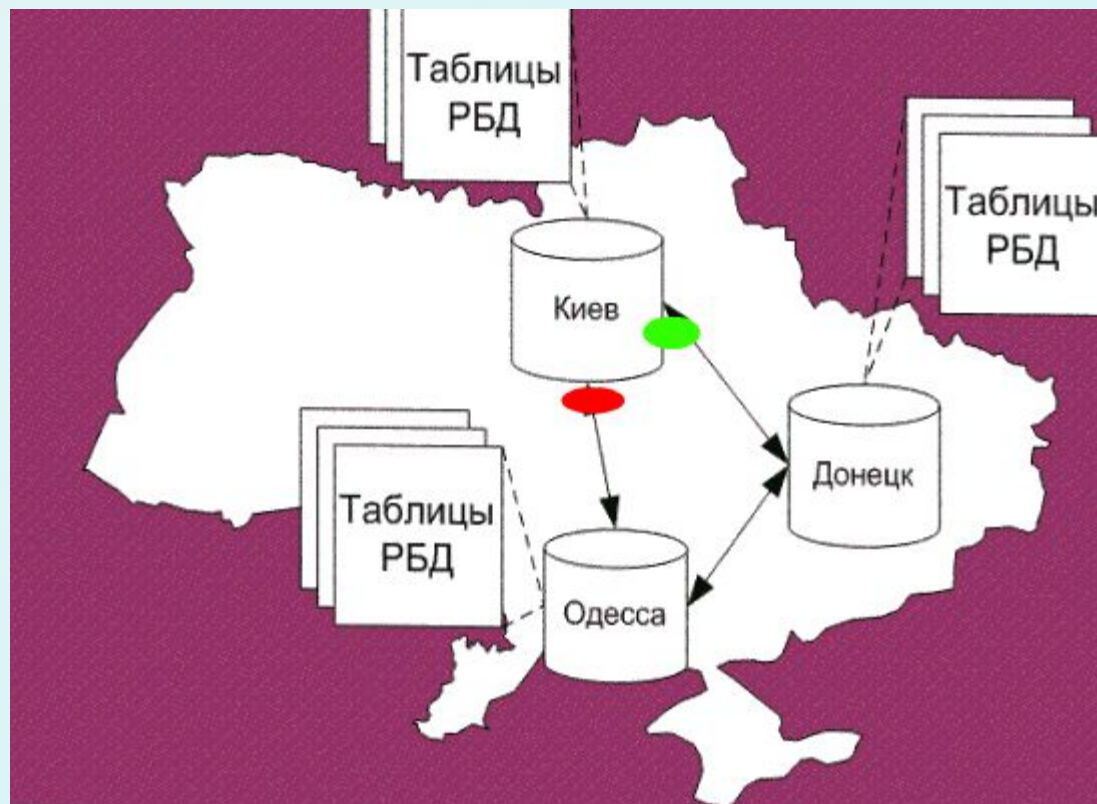 Таблицы
РБД
Таблицы
РБД
Киев
Донецк
Таблицы
РБД
Одесса